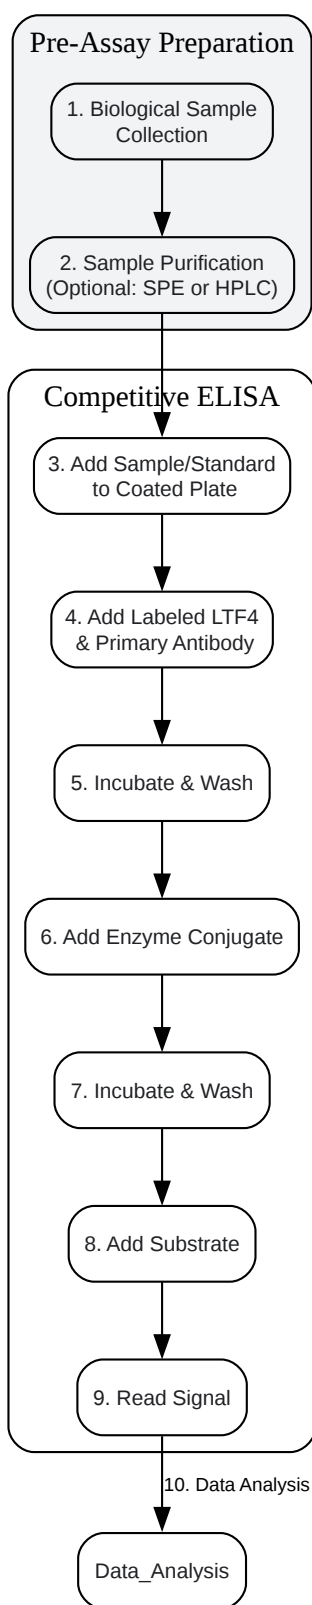 Pre-Assay Preparation
1. Biological Sample
Collection
2. Sample Purification
(Optional: SPE or HPLC)
Competitive ELISA
3. Add Sample/Standard
to Coated Plate
4. Add Labeled LTF4
& Primary Antibody
5. Incubate & Wash
6. Add Enzyme Conjugate
7. Incubate & Wash
8. Add Substrate
9. Read Signal
10. Data Analysis
Data_Analysis